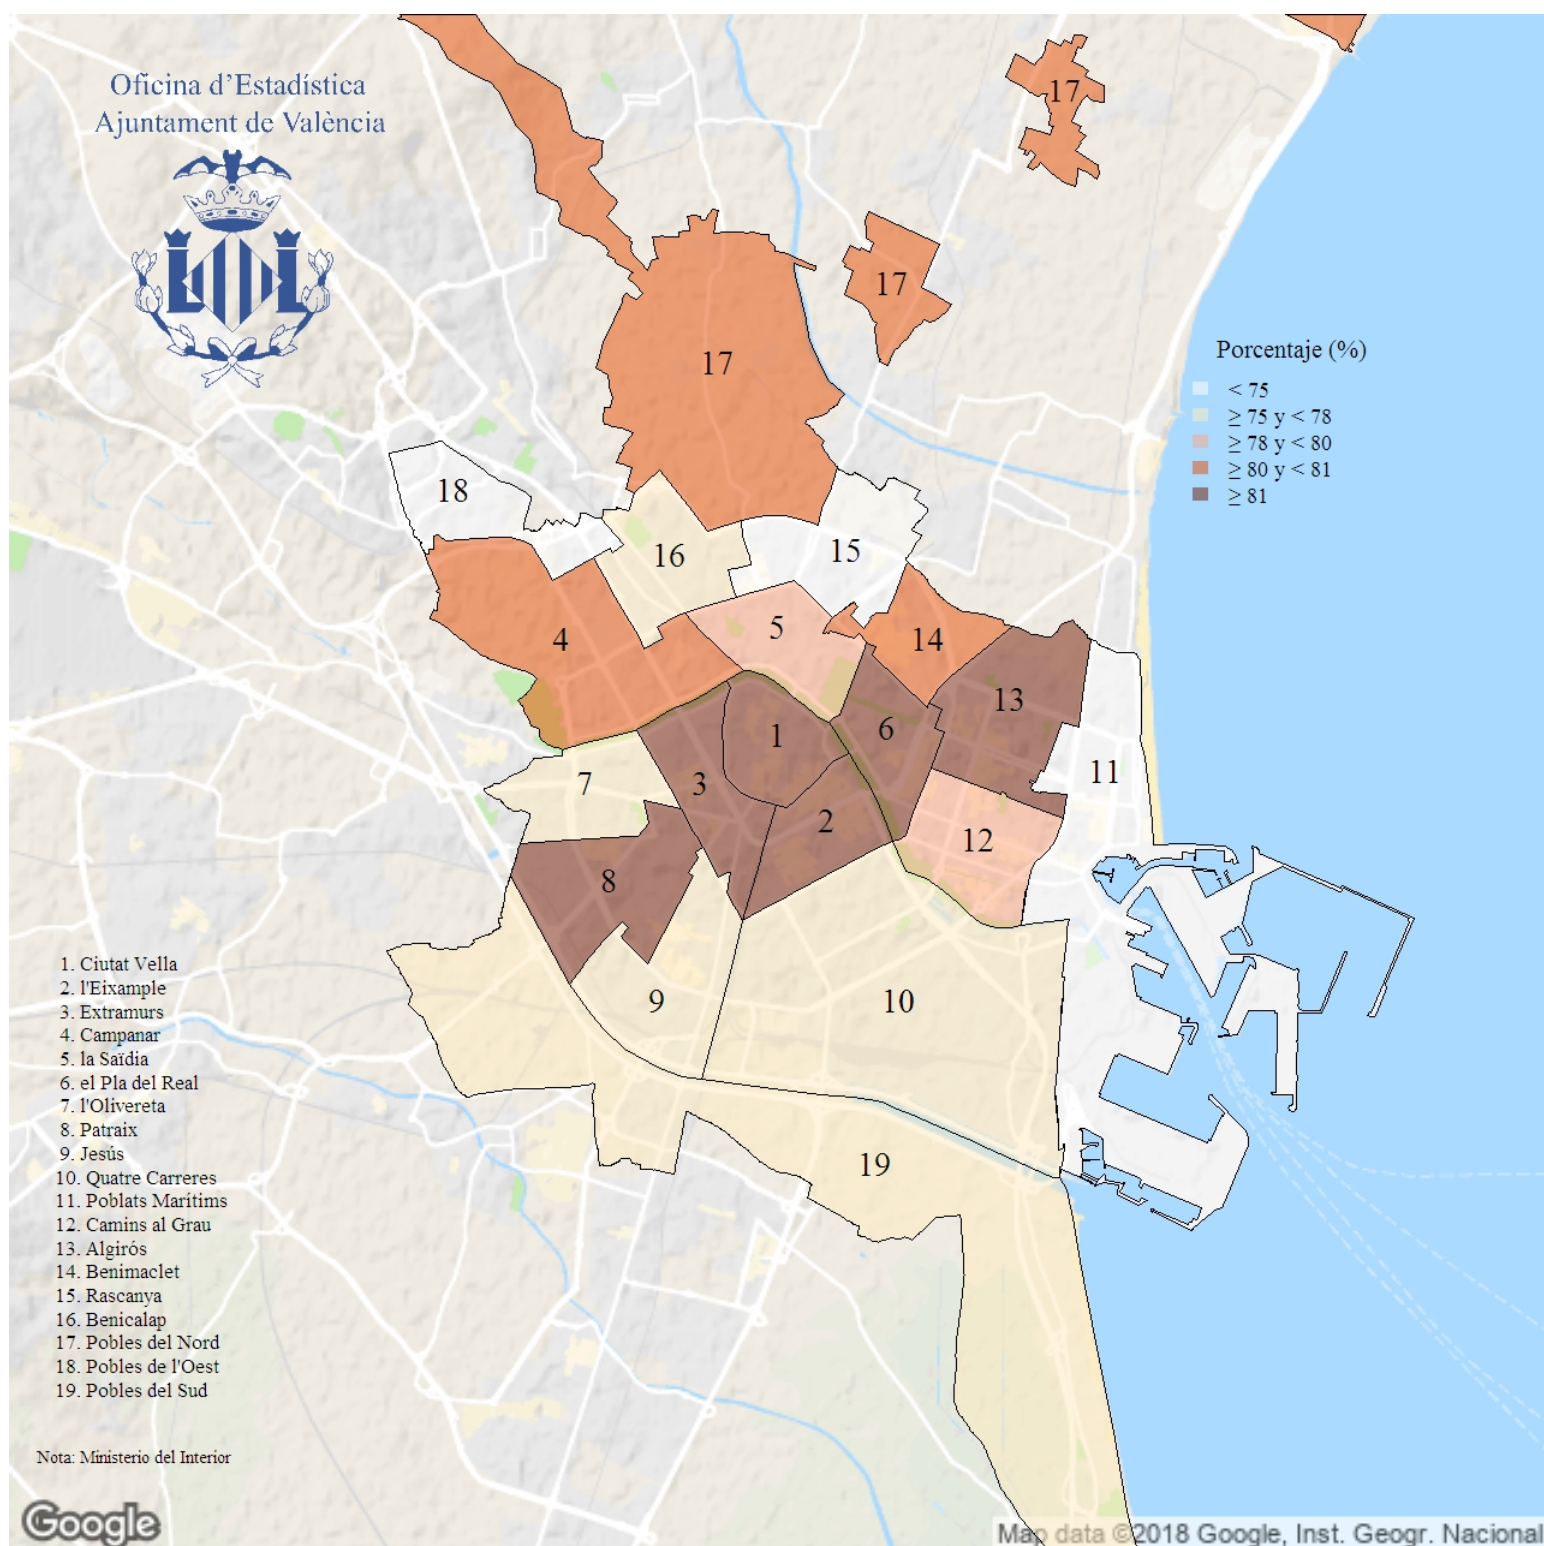 Oficina d'Estadística
Ajuntament de València
17
17
17
Porcentaje (%)
< 75
≥ 75 y < 78
≥ 78 y < 80
≥ 80 y < 81
≥ 81
18
16
15
4
5
14
13
6
1
11
7
3
2
12
8
9
10
19
1. Ciutat Vella
2. l'Eixample
3. Extramurs
4. Campanar
5. la Saïdia
6. el Pla del Real
7. l'Olivereta
8. Patraix
9. Jesús
10. Quatre Carreres
11. Poblats Marítims
12. Camins al Grau
13. Algirós
14. Benimaclet
15. Rascanya
16. Benicalap
17. Pobles del Nord
18. Pobles de l'Oest
19. Pobles del Sud
Nota: Ministerio del Interior
Google
Map data ©2018 Google, Inst. Geogr. Nacional